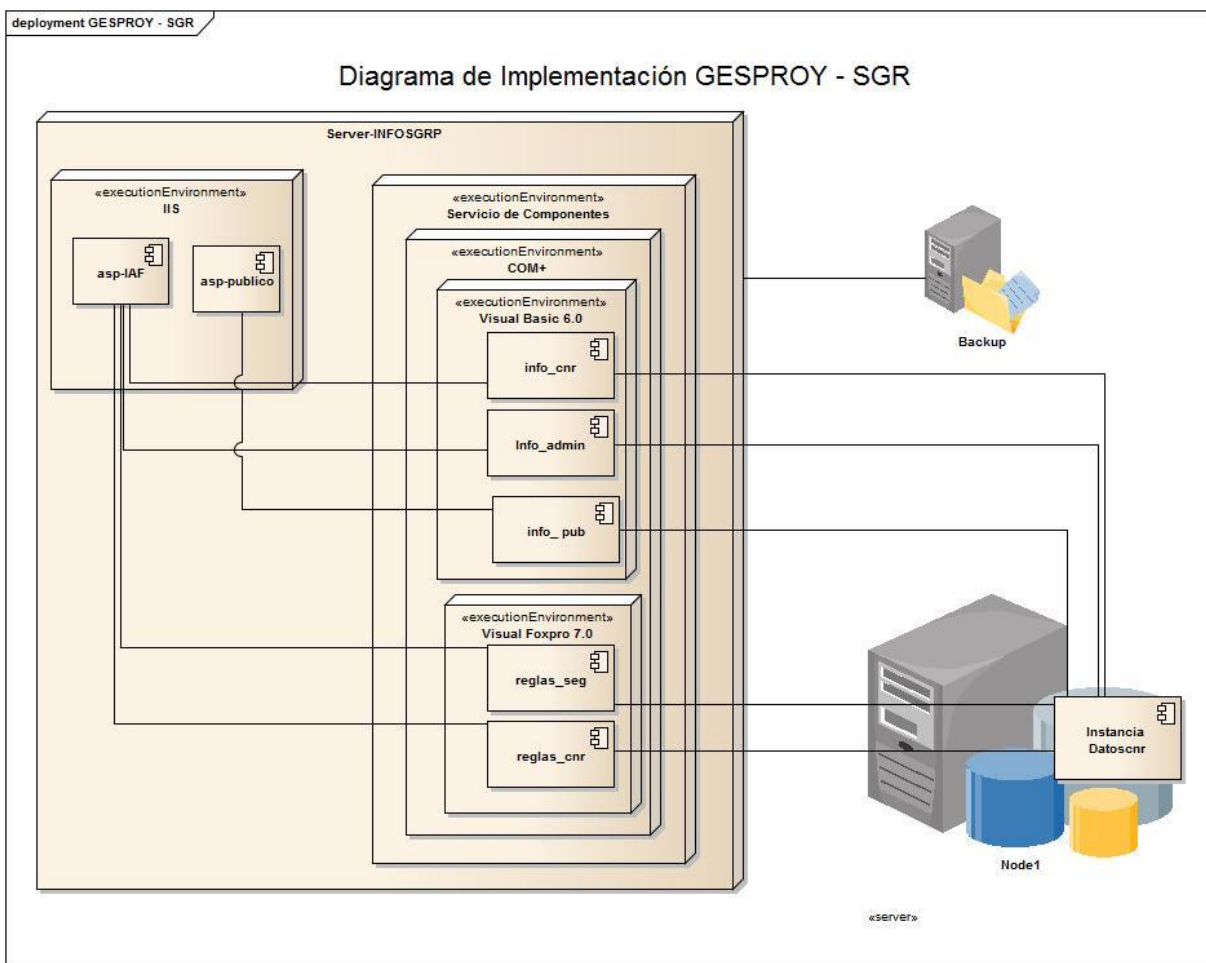 deployment GESPROY - SGR
Diagrama de Implementación GESPROY - SGR
Server-INFOSGRP
«executionEnvironment»
IIS
asp-IAF
asp-publico
«executionEnvironment»
Servicio de Componentes
«executionEnvironment»
COM+
«executionEnvironment»
Visual Basic 6.0
info_cnr
Info_admin
info_ pub
«executionEnvironment»
Visual Foxpro 7.0
reglas_seg
reglas_cnr
Backup
Instancia
Datoscnr
Node1
«server»